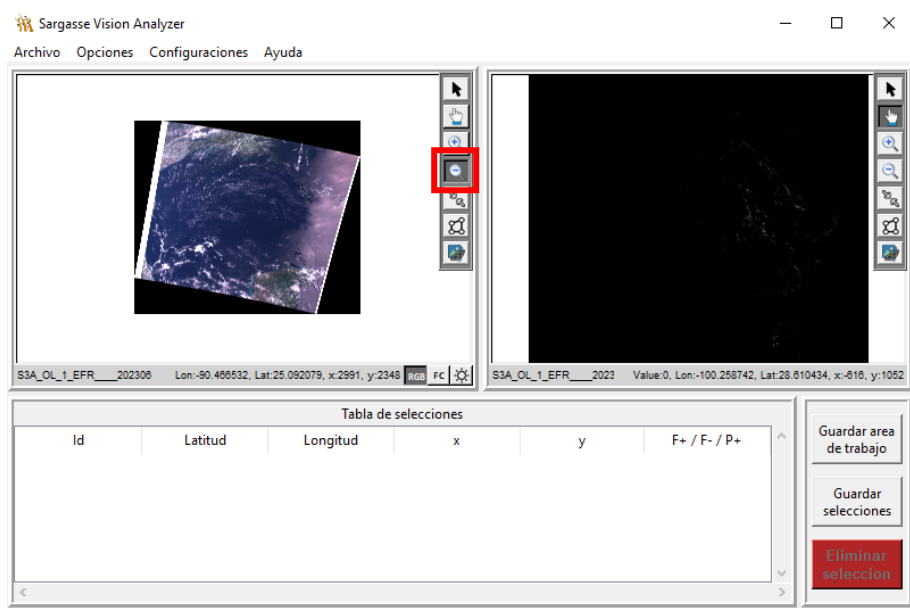 Sargasse Vision Analyzer
Archivo Opciones Configuraciones Ayuda
S3A_OL_1_EFR____202306 Lon:-90.466532, Lat:25.092079, x:2991, y:2348 RGB FC
S3A_OL_1_EFR____2023 Value:0, Lon:-100.258742, Lat:28.610434, x:-616, y:1052
Tabla de selecciones
Id Latitud Longitud x y F+ / F- / P+
Guardar area
de trabajo
Guardar
selecciones
Eliminar
seleccion